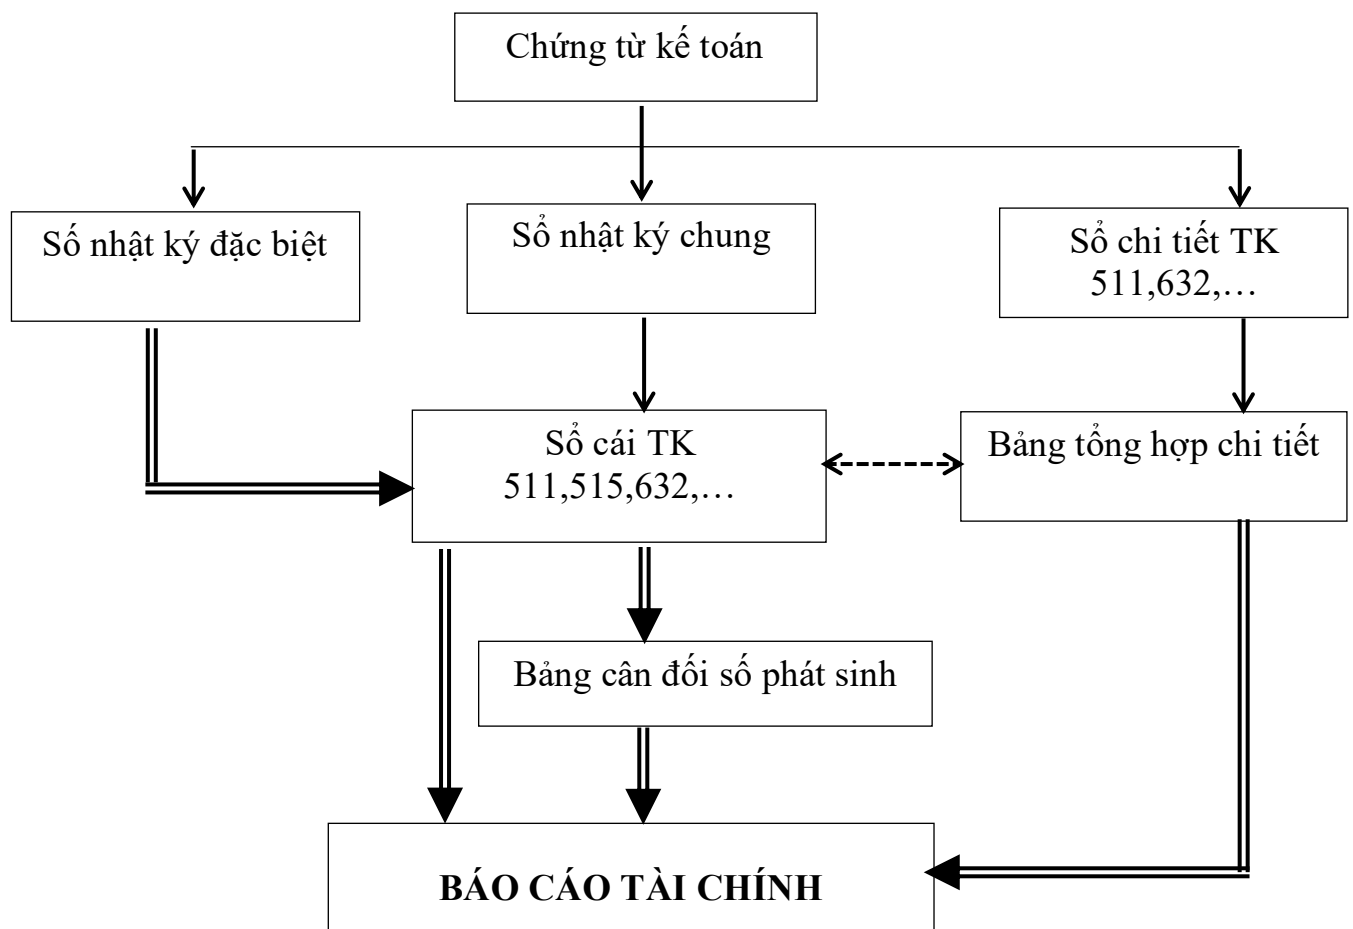 Chứng từ kế toán
Số nhật ký đặc biệt
Sổ nhật ký chung
Sổ chi tiết TK
511,632,…
Sổ cái TK
511,515,632,…
Bảng tổng hợp chi tiết
Bảng cân đối số phát sinh
BÁO CÁO TÀI CHÍNH